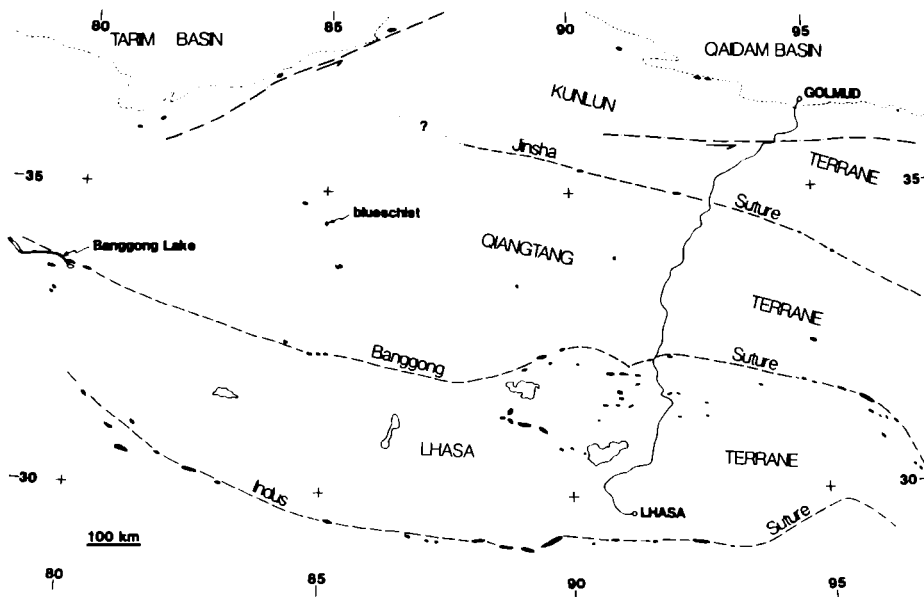 80
85
90
95
TARIM BASIN
QAIDAM BASIN
GOLMUD
KUNLUN
?
Jinsha
TERRANE
35
35
blueschist
Suture
Banggong Lake
QIANGTANG
TERRANE
Banggong
Suture
LHASA
TERRANE
30
30
Indus
LHASA
Suture
100 km
80
85
90
95